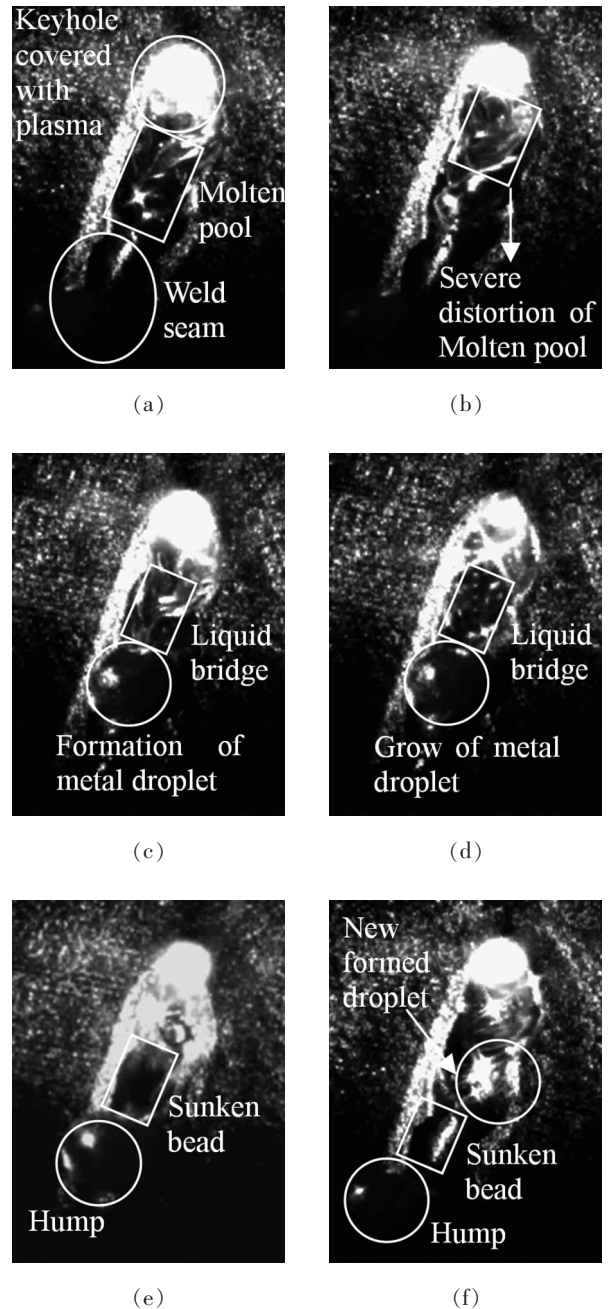 Keyhole
covered
with
plasma
Molten
pool
Weld
seam
(a)
Severe
distortion of
Molten pool
(b)
Liquid
bridge
Formation of
metal droplet
(c)
Liquid
bridge
Grow of metal
droplet
(d)
Sunken
bead
Hump
(e)
New
formed
droplet
Sunken
bead
Hump
(f)